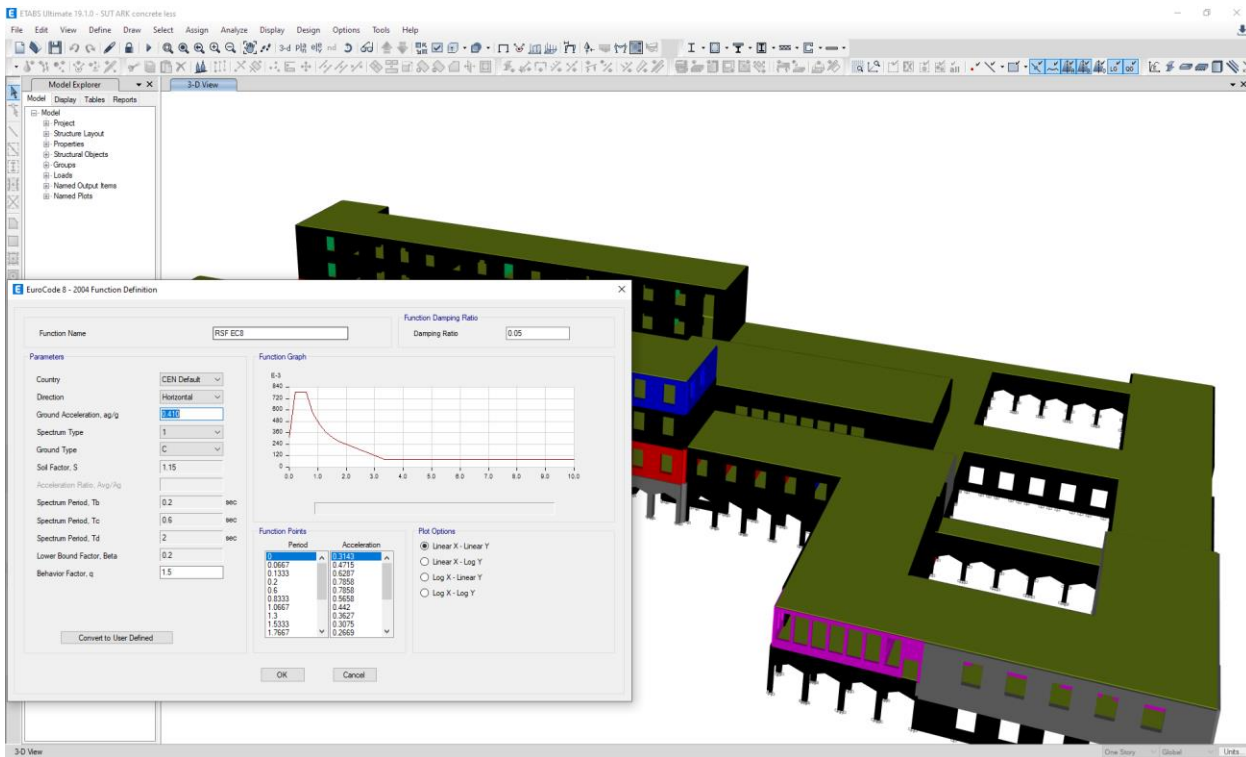 ETABS Ultimate 19.1.0 - SUT ARK concrete less
File Edit View Define Draw Select Assign Analyze Display Design Options Tools Help
Model Explorer
3-D View
Model Display Tables Reports
Model
Project
Structure Layout
Properties
Structural Objects
Groups
Loads
Named Output Items
Named Plots
EuroCode 8 - 2004 Function Definition
Function Name RSF EC8
Function Damping Ratio
Damping Ratio 0.05
Parameters
Country CEN Default
Direction Horizontal
Ground Acceleration, ag/g 0.410
Spectrum Type 1
Ground Type C
Soil Factor, S 1.15
Acceleration Ratio, Avg/Ag
Spectrum Period, Tb 0.2 sec
Spectrum Period, Tc 0.6 sec
Spectrum Period, Td 2 sec
Lower Bound Factor, Beta 0.2
Behavior Factor, q 1.5
Convert to User Defined
Function Graph
E-3
840
720
600
480
360
240
120
0
0.0 1.0 2.0 3.0 4.0 5.0 6.0 7.0 8.0 9.0 10.0
Function Points
Period Acceleration
0 0.3143
0.0667 0.4715
0.1333 0.6287
0.2 0.7858
0.6 0.7858
0.8333 0.5658
1.0667 0.442
1.3 0.3627
1.5333 0.3075
1.7667 0.2669
Plot Options
Linear X - Linear Y
Linear X - Log Y
Log X - Linear Y
Log X - Log Y
OK Cancel
3-D View
One Story Global Units...